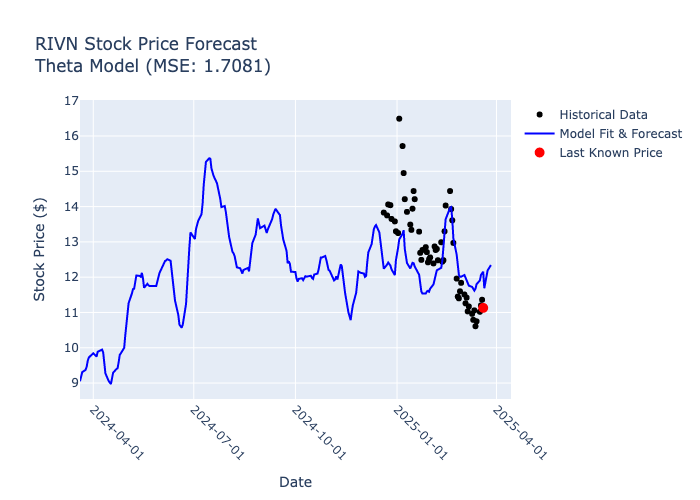 RIVN Stock Price Forecast
Theta Model (MSE: 1.7081)
17
16
15
14
13
12
11
10
9
Stock Price ($)
2024-04-01
2024-07-01
2024-10-01
2025-01-01
2025-04-01
Date
Historical Data
Model Fit & Forecast
Last Known Price